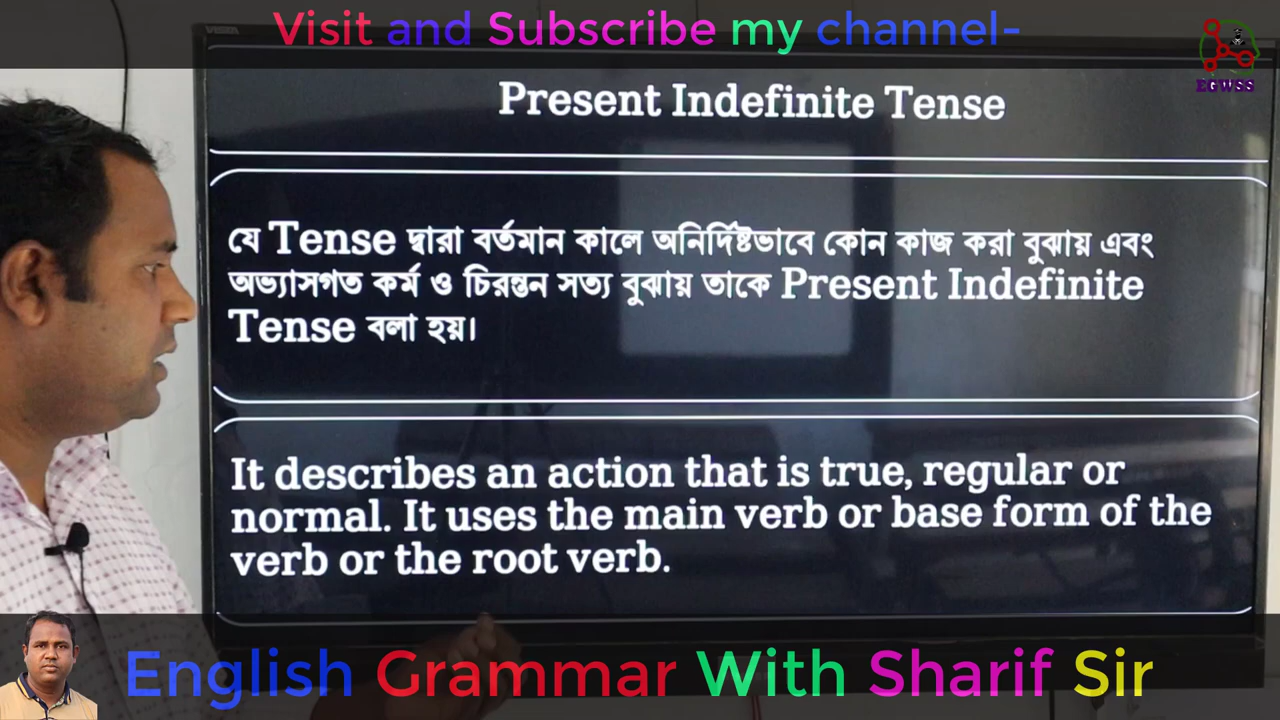 Visit and Subscribe my channel-
EGWSS
Present Indefinite Tense
যে Tense দ্বারা বর্তমান কালে অনির্দিষ্টভাবে কোন কাজ করা বুঝায় এবং
অভ্যাসগত কর্ম ও চিরন্তন সত্য বুঝায় তাকে Present Indefinite
Tense বলা হয়।
It describes an action that is true, regular or
normal. It uses the main verb or base form of the
verb or the root verb.
English Grammar With Sharif Sir